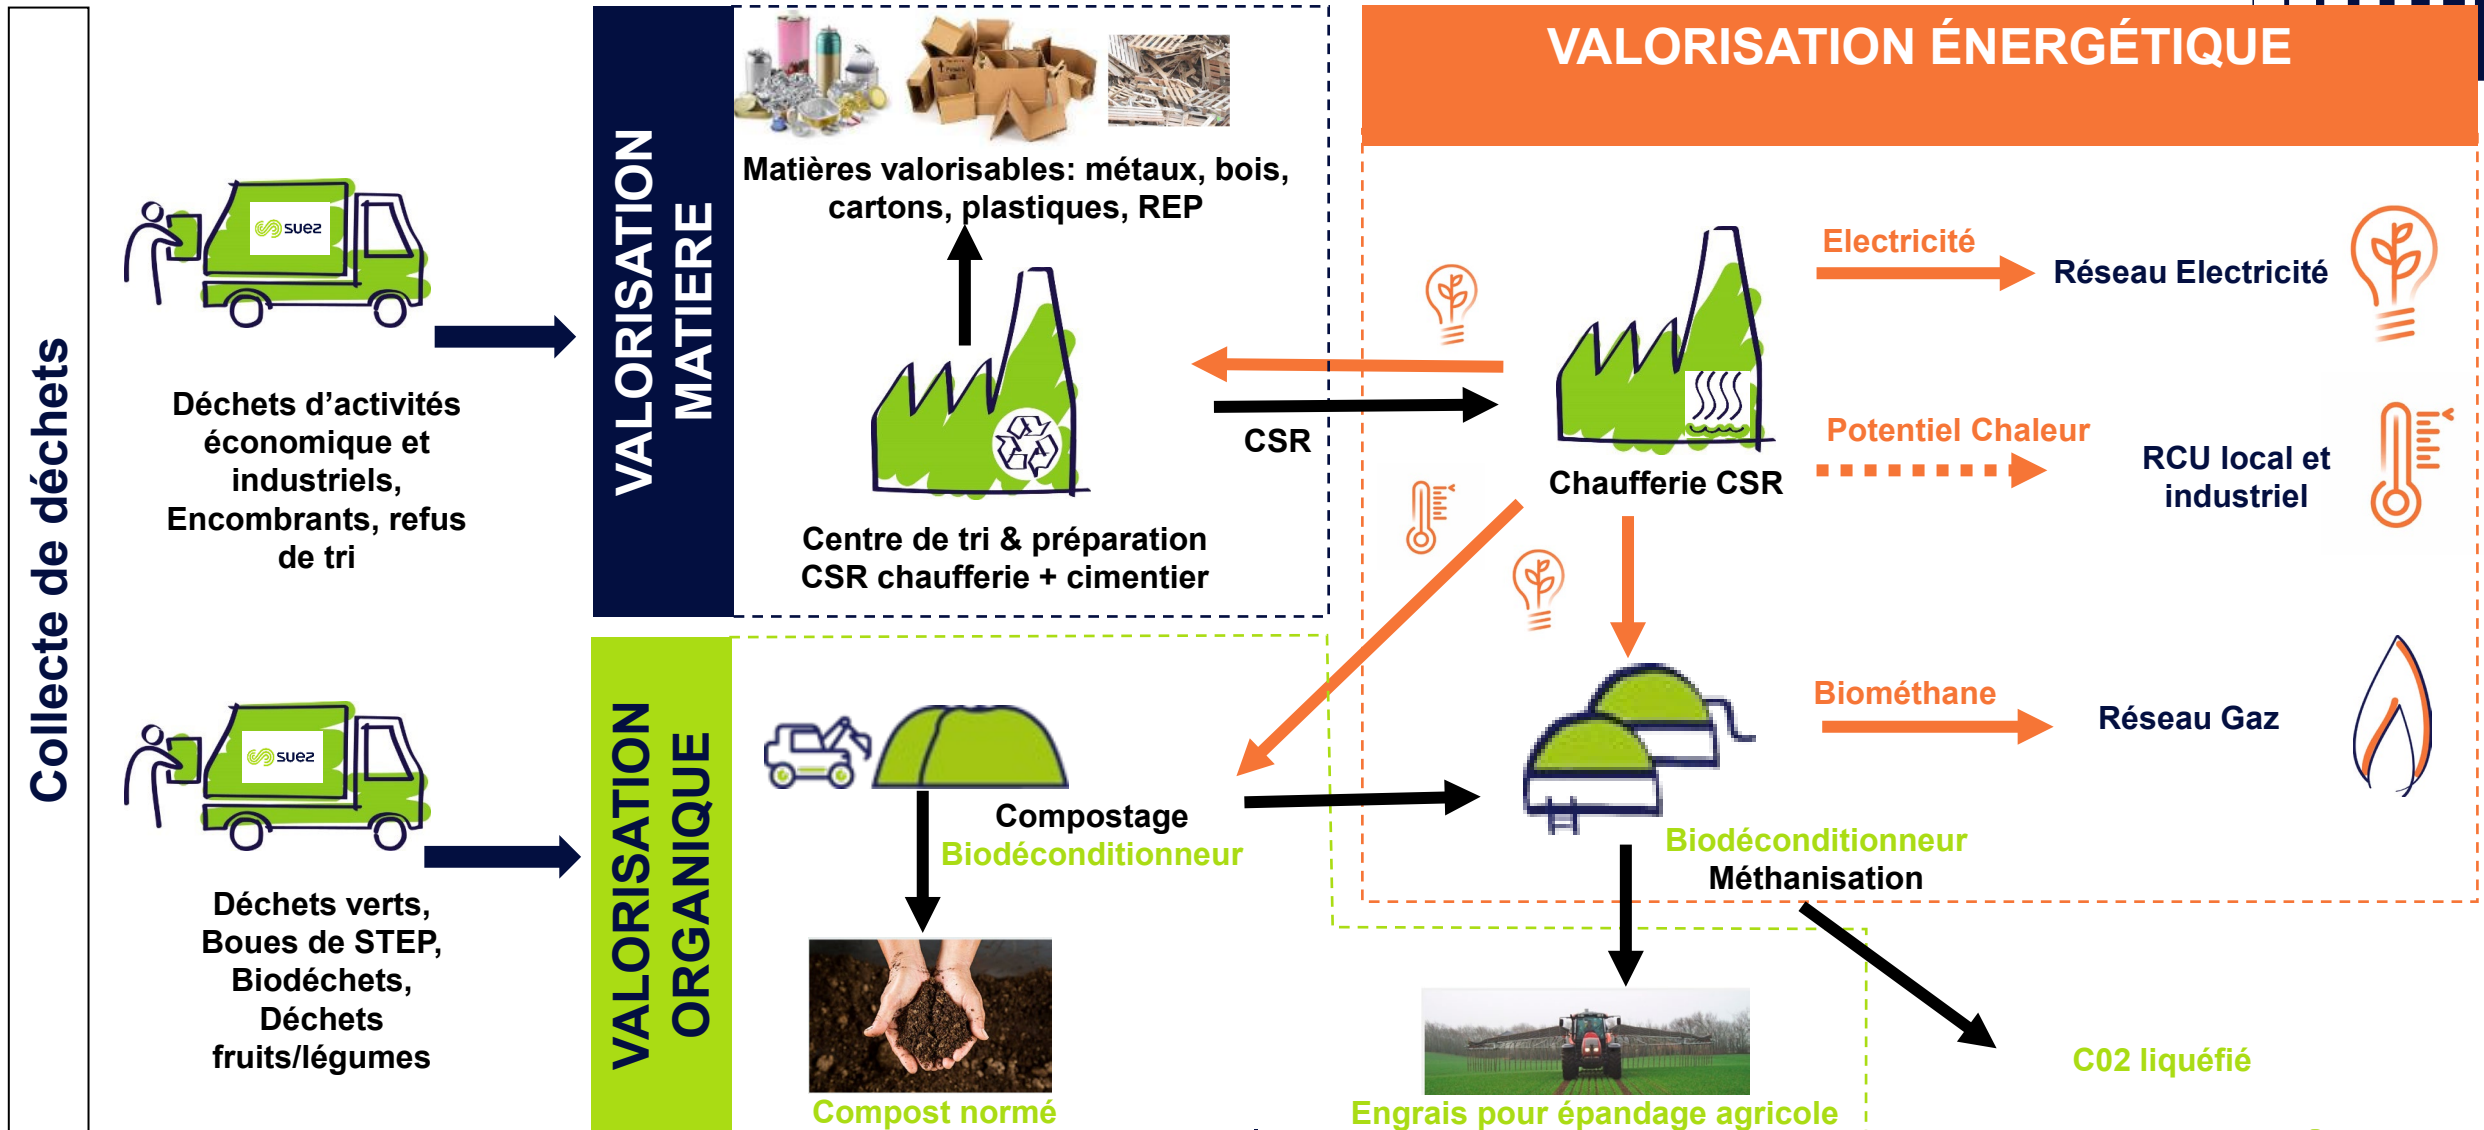 Collecte de déchets
suez
Déchets d'activités
économique et
industriels,
Encombrants, refus
de tri
suez
Déchets verts,
Boues de STEP,
Biodéchets,
Déchets
fruits/légumes
VALORISATION
MATIERE
Matières valorisables: métaux, bois,
cartons, plastiques, REP
Centre de tri & préparation
CSR chaufferie + cimentier
CSR
VALORISATION
ORGANIQUE
Compostage
Biodéconditionneur
Compost normé
VALORISATION ÉNERGÉTIQUE
Chaufferie CSR
Electricité
Réseau Electricité
Potentiel Chaleur
RCU local et
industriel
Biométhane
Réseau Gaz
Biodéconditionneur
Méthanisation
Engrais pour épandage agricole
C02 liquéfié